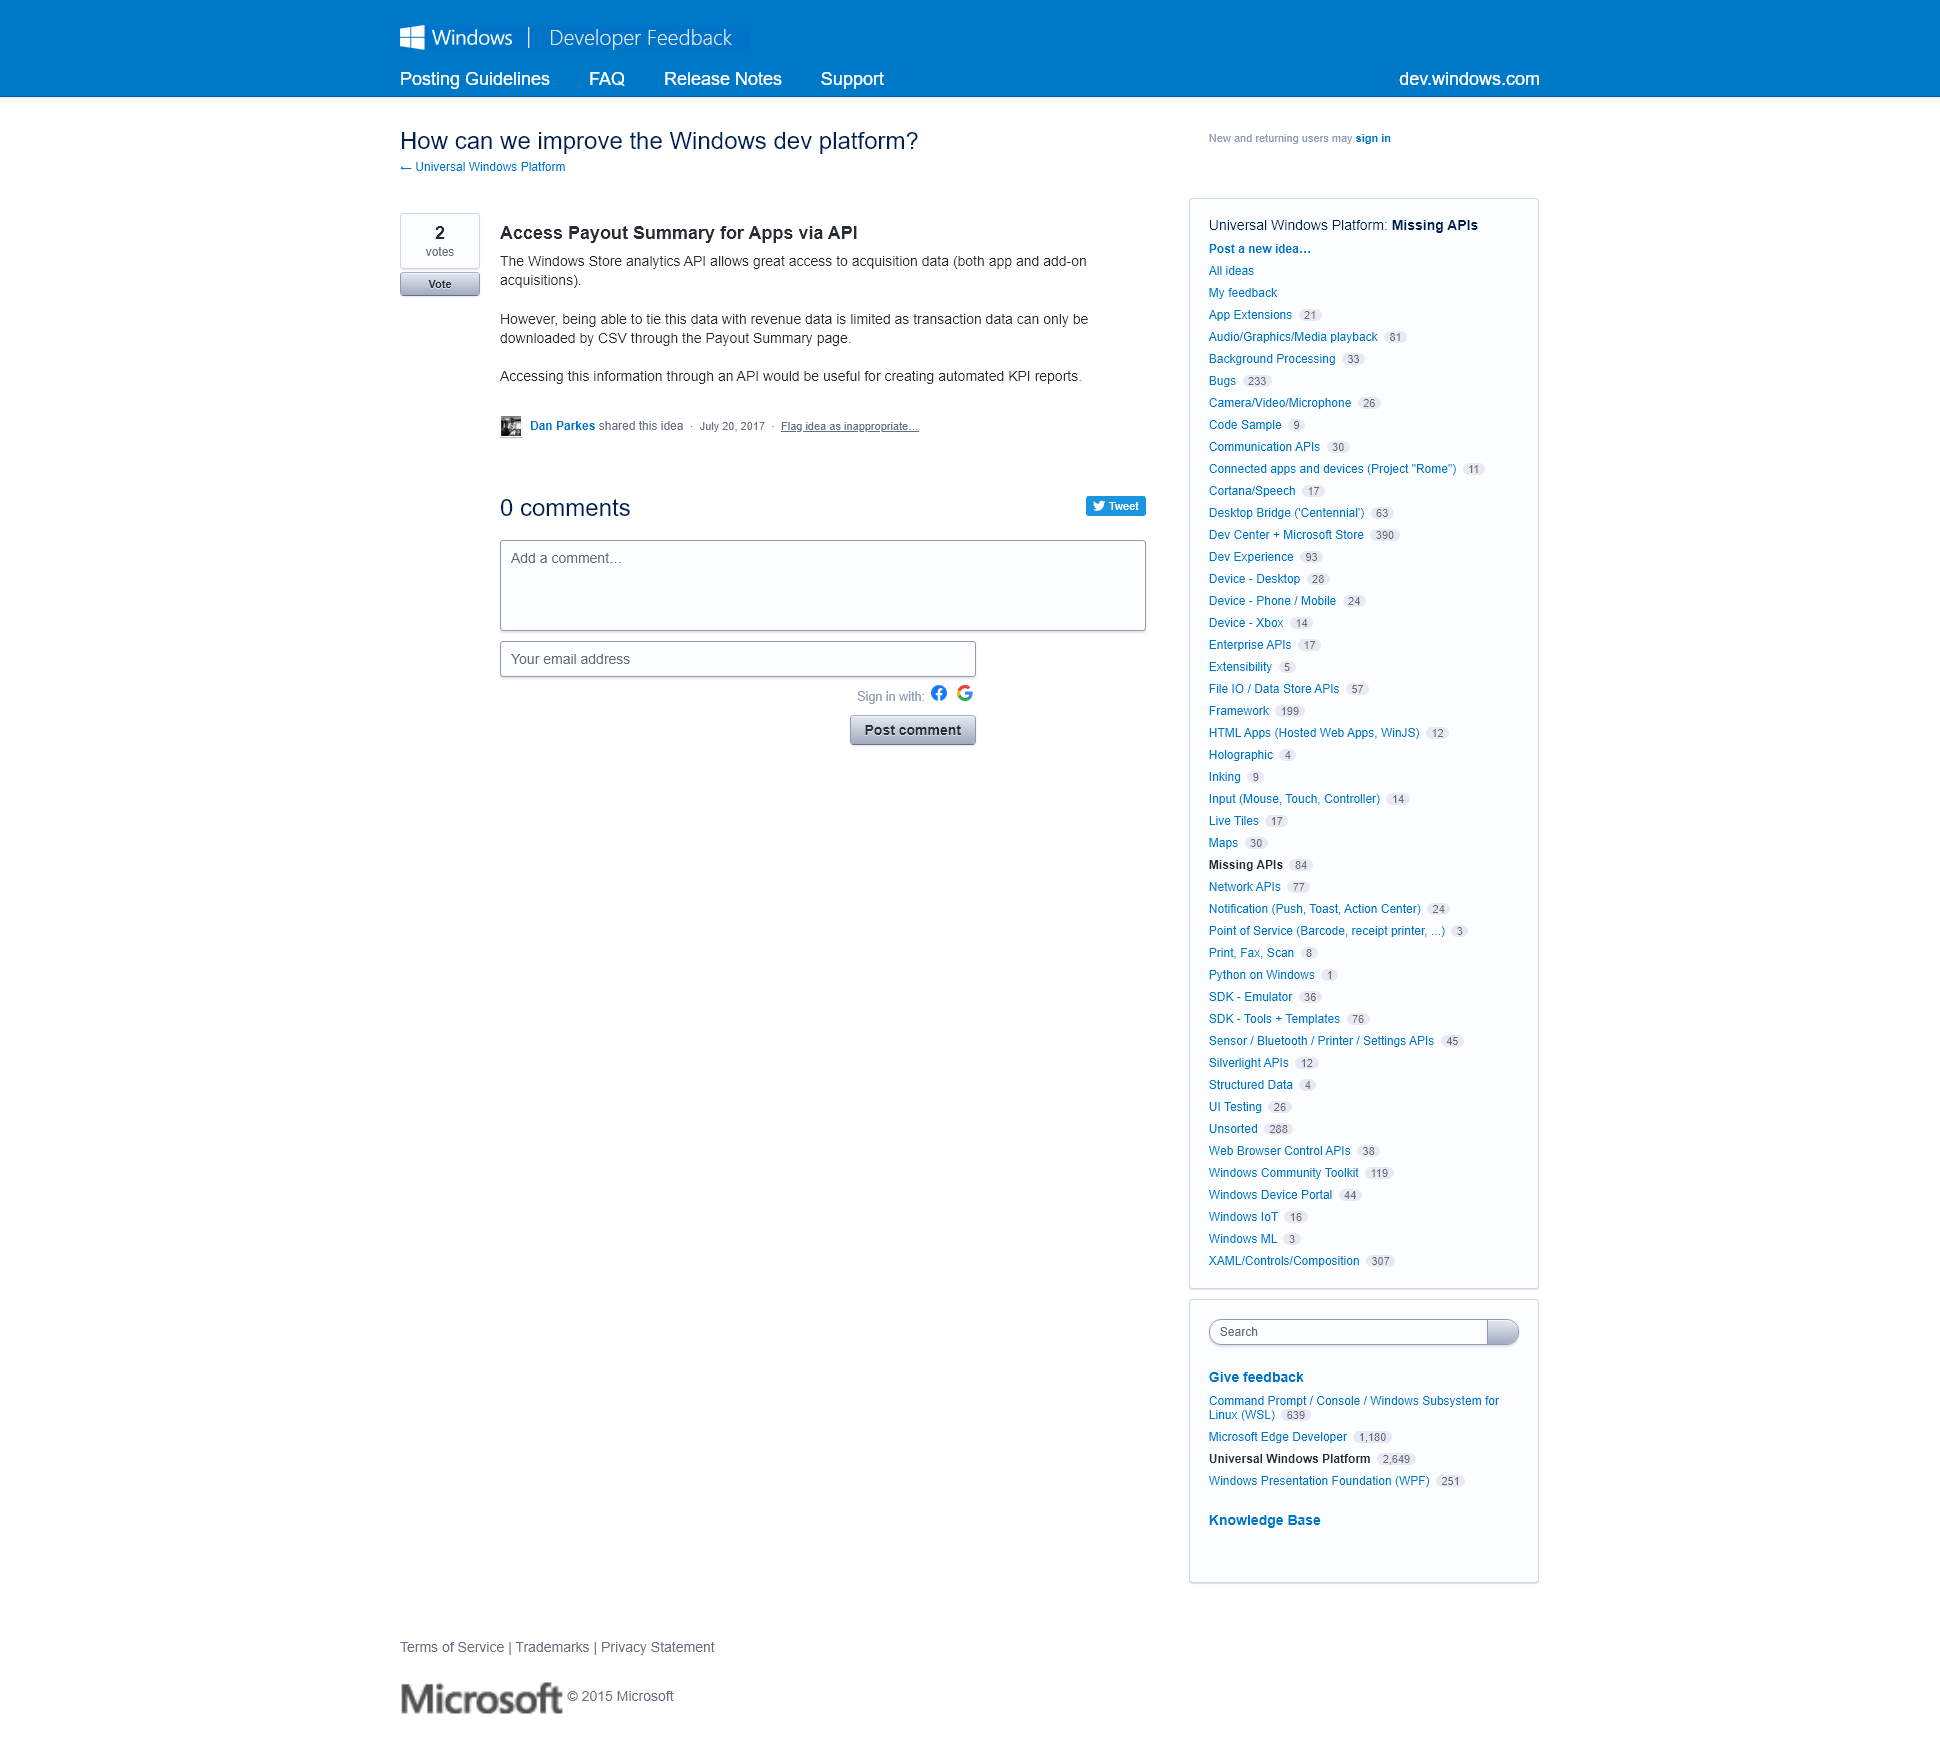 Windows | Developer Feedback
Posting Guidelines FAQ Release Notes Support dev.windows.com
How can we improve the Windows dev platform?
← Universal Windows Platform
New and returning users may sign in
2
votes
Vote
Access Payout Summary for Apps via API
The Windows Store analytics API allows great access to acquisition data (both app and add-on
acquisitions).
However, being able to tie this data with revenue data is limited as transaction data can only be
downloaded by CSV through the Payout Summary page.
Accessing this information through an API would be useful for creating automated KPI reports.
Dan Parkes shared this idea · July 20, 2017 · Flag idea as inappropriate…
0 comments
Tweet
Add a comment…
Your email address
Sign in with:
Post comment
Universal Windows Platform: Missing APIs
Post a new idea…
All ideas
My feedback
App Extensions 21
Audio/Graphics/Media playback 81
Background Processing 33
Bugs 233
Camera/Video/Microphone 26
Code Sample 9
Communication APIs 30
Connected apps and devices (Project "Rome") 11
Cortana/Speech 17
Desktop Bridge ('Centennial') 63
Dev Center + Microsoft Store 390
Dev Experience 93
Device - Desktop 28
Device - Phone / Mobile 24
Device - Xbox 14
Enterprise APIs 17
Extensibility 5
File IO / Data Store APIs 57
Framework 199
HTML Apps (Hosted Web Apps, WinJS) 12
Holographic 4
Inking 9
Input (Mouse, Touch, Controller) 14
Live Tiles 17
Maps 30
Missing APIs 84
Network APIs 77
Notification (Push, Toast, Action Center) 24
Point of Service (Barcode, receipt printer, ...) 3
Print, Fax, Scan 8
Python on Windows 1
SDK - Emulator 36
SDK - Tools + Templates 76
Sensor / Bluetooth / Printer / Settings APIs 45
Silverlight APIs 12
Structured Data 4
UI Testing 26
Unsorted 288
Web Browser Control APIs 38
Windows Community Toolkit 119
Windows Device Portal 44
Windows IoT 16
Windows ML 3
XAML/Controls/Composition 307
Search
Give feedback
Command Prompt / Console / Windows Subsystem for
Linux (WSL) 639
Microsoft Edge Developer 1,180
Universal Windows Platform 2,649
Windows Presentation Foundation (WPF) 251
Knowledge Base
Terms of Service | Trademarks | Privacy Statement
Microsoft © 2015 Microsoft